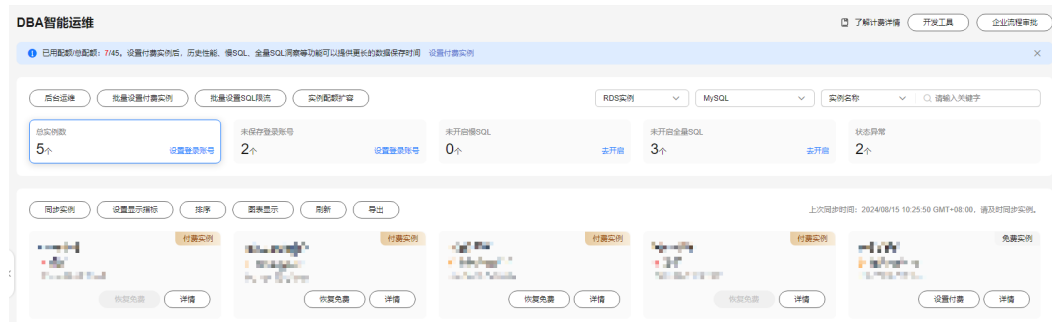 DBA智能运维
了解计费详情 开发工具 企业流程审批
已用配额/总配额：7/45。设置付费实例后，历史性能、慢SQL、全量SQL洞察等功能可以提供更长的数据保存时间 设置付费实例
后台运维 批量设置付费实例 批量设置SQL限流 实例配额扩容 RDS实例 MySQL 实例名称 请输入关键字
总实例数 未保存登录账号 未开启慢SQL 未开启全量SQL 状态异常
5个 设置登录账号 2个 设置登录账号 0个 去开启 3个 去开启 2个
同步实例 设置显示指标 排序 图表显示 刷新 导出 上次同步时间：2024/08/15 10:25:50 GMT+08:00，请及时同步实例。
付费实例 付费实例 付费实例 付费实例 免费实例
恢复免费 详情 恢复免费 详情 恢复免费 详情 恢复免费 详情 设置付费 详情